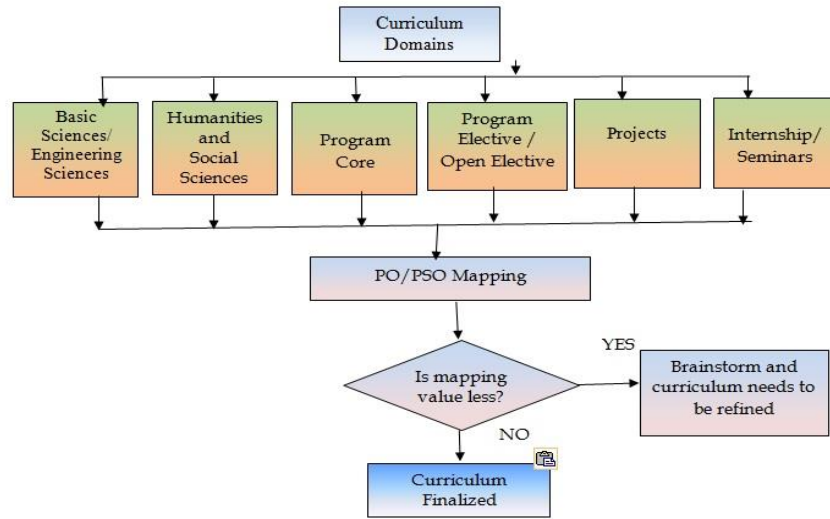 Curriculum
Domains
Basic
Sciences/
Engineering
Sciences
Humanities
and
Social
Sciences
Program
Core
Program
Elective /
Open Elective
Projects
Internship/
Seminars
PO/PSO Mapping
Is mapping
value less?
YES
Brainstorm and
curriculum needs to
be refined
NO
Curriculum
Finalized